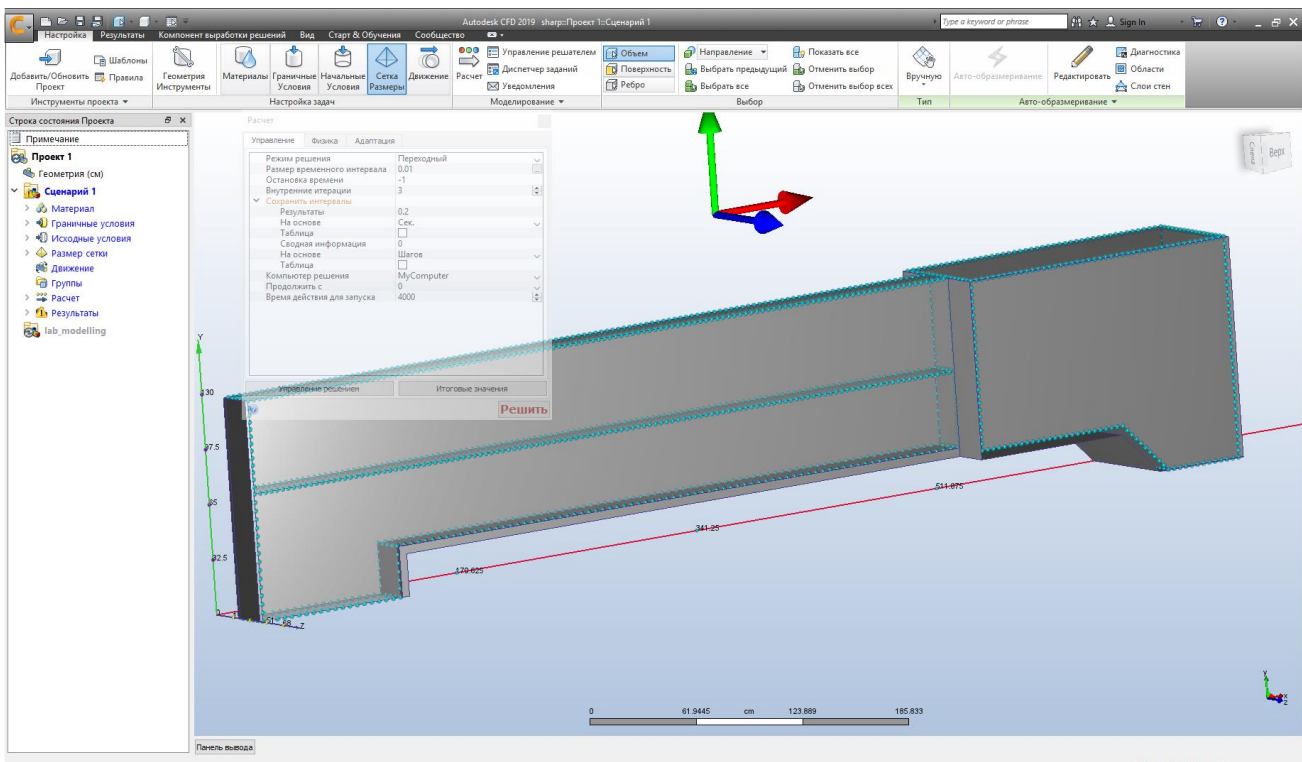 Autodesk CFD 2019 sharp::Проект 1::Сценарий 1
Type a keyword or phrase
Sign In
Настройка Результаты Компонент выработки решений Вид Старт & Обучения Сообщество
Добавить/Обновить Проект
Шаблоны
Правила
Геометрия Инструменты
Материалы
Граничные Условия
Начальные Условия
Сетка Размеры
Движение
Расчет
Управление решателем
Диспетчер заданий
Уведомления
Объем
Поверхность
Ребро
Направление
Выбрать предыдущий
Выбрать все
Показать все
Отменить выбор
Отменить выбор всех
Вручную
Авто-образмеривание
Редактировать
Диагностика
Области
Слои стен
Инструменты проекта
Настройка задач
Моделирование
Выбор
Тип
Авто-образмеривание
Строка состояния Проекта
Примечание
Проект 1
Геометрия (см)
Сценарий 1
Материал
Граничные условия
Исходные условия
Размер сетки
Движение
Группы
Расчет
Результаты
lab_modelling
Расчет
Управление Физика Адаптация
Режим решения Переходный
Размер временного интервала 0.01
Остановка времени -1
Внутренние итерации 3
Сохранить интервалы
Результаты 0.2
На основе Сек.
Таблица
Сводная информация 0
На основе Шагов
Таблица
Компьютер решения MyComputer
Продолжить с 0
Время действия для запуска 4000
Управление решением
Итоговые значения
Решить
Верх
Слева
Y
130
97.5
65
32.5
Z
170.625
341.25
511.875
0 61.9445 cm 123.889 185.833
Y
X
Z
Панель вывода